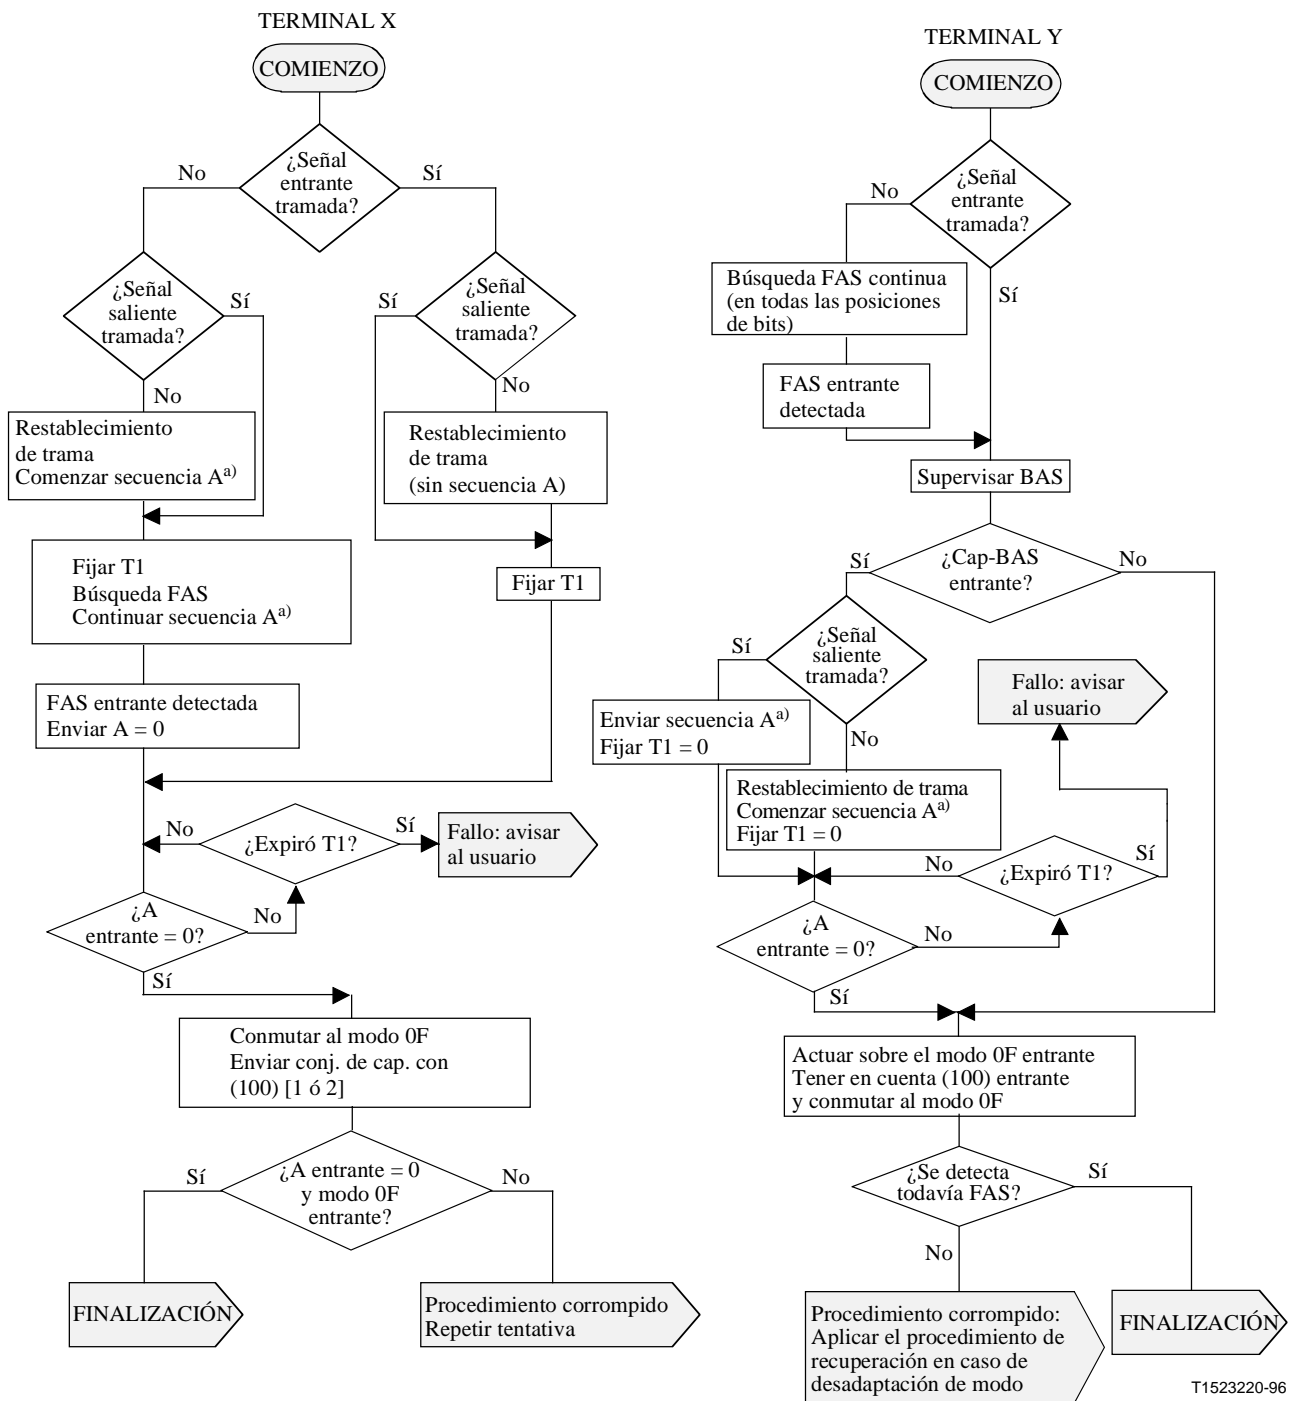 TERMINAL X
COMIENZO
¿Señal
entrante
tramada?
No
Sí
¿Señal
saliente
tramada?
Sí
No
Sí
¿Señal
saliente
tramada?
No
Restablecimiento
de trama
Comenzar secuencia Aa)
Restablecimiento
de trama
(sin secuencia A)
Fijar T1
Búsqueda FAS
Continuar secuencia Aa)
Fijar T1
FAS entrante detectada
Enviar A = 0
No
¿Expiró T1?
Sí
Fallo: avisar
al usuario
¿A
entrante = 0?
No
Sí
Conmutar al modo 0F
Enviar conj. de cap. con
(100) [1 ó 2]
¿A entrante = 0
y modo 0F
entrante?
Sí
No
FINALIZACIÓN
Procedimiento corrompido
Repetir tentativa
TERMINAL Y
COMIENZO
¿Señal
entrante
tramada?
No
Sí
Búsqueda FAS continua
(en todas las posiciones
de bits)
FAS entrante
detectada
Supervisar BAS
¿Cap-BAS
entrante?
Sí
No
¿Señal
saliente
tramada?
Sí
No
Fallo: avisar
al usuario
Enviar secuencia Aa)
Fijar T1 = 0
Restablecimiento de trama
Comenzar secuencia Aa)
Fijar T1 = 0
No
¿Expiró T1?
Sí
¿A
entrante = 0?
No
Sí
Actuar sobre el modo 0F entrante
Tener en cuenta (100) entrante
y conmutar al modo 0F
¿Se detecta
todavía FAS?
Sí
No
Procedimiento corrompido:
Aplicar el procedimiento de
recuperación en caso de
desadaptación de modo
FINALIZACIÓN
T1523220-96